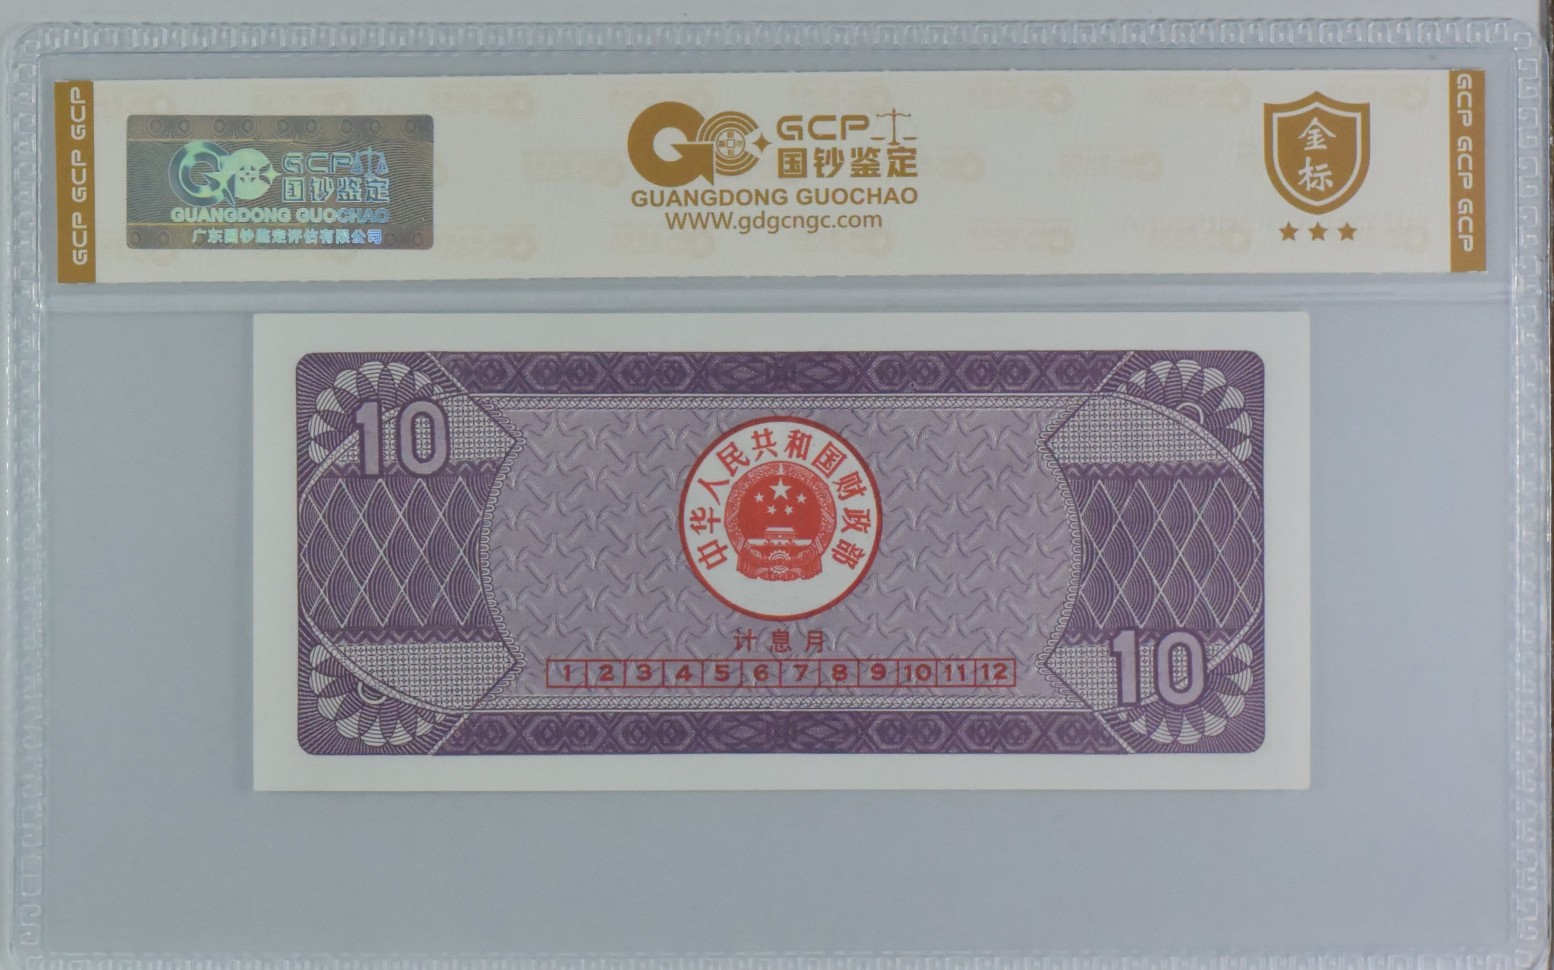 GCP GCP GCP
GCP
国钞鉴定
GUANGDONG GUOCHAO
广东国钞鉴定评估有限公司
GCP
国钞鉴定
GUANGDONG GUOCHAO
WWW.gdgcngc.com
金标
GCP GCP GCP
10
中华人民共和国财政部
计息月
1 2 3 4 5 6 7 8 9 10 11 12
10